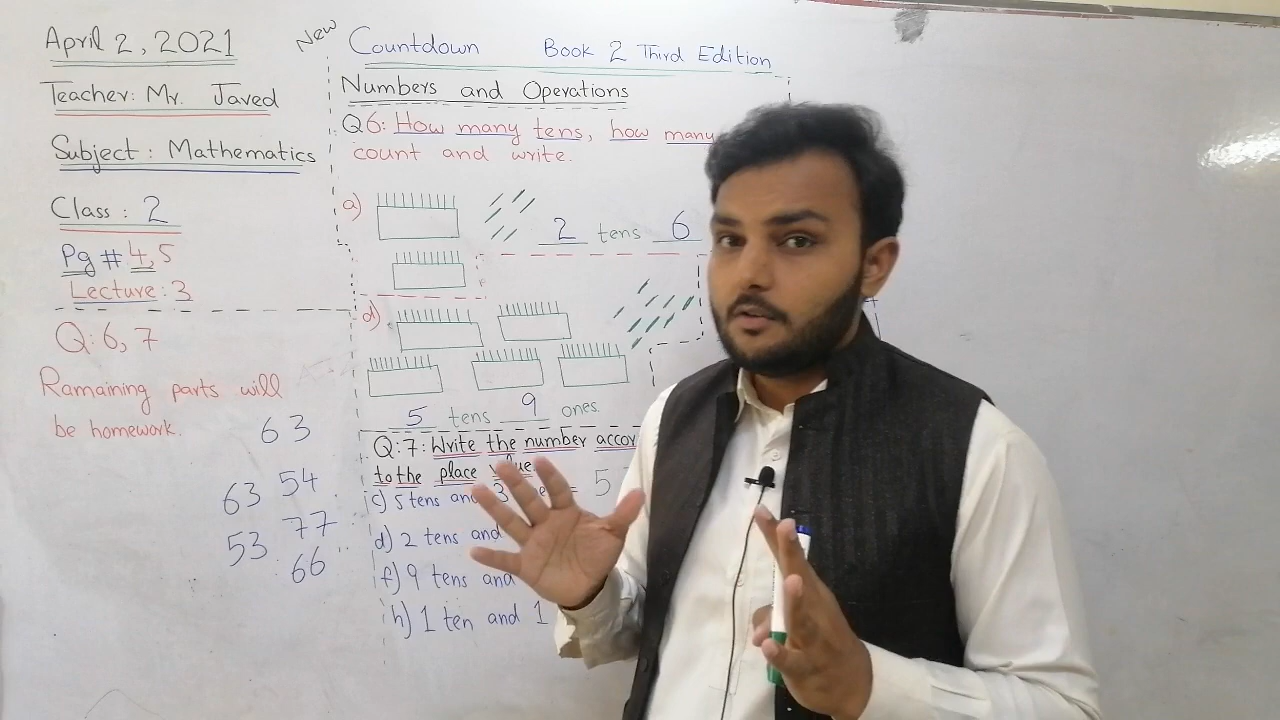 April 2, 2021
Teacher: Mr. Javed
Subject: Mathematics
Class: 2
Pg # 4,5
Lecture: 3
Q: 6, 7
Ramaining parts will
be homework.
63
63 54
53 77
66
New Countdown Book 2 Third Edition
Numbers and Operations
Q6: How many tens, how many
count and write.
a)
2 tens 6
d)
5 tens 9 ones.
Q:7: Write the number accor
to the place
c) 5 tens and 3 = 5
d) 2 tens and
f) 9 tens and
h) 1 ten and 1